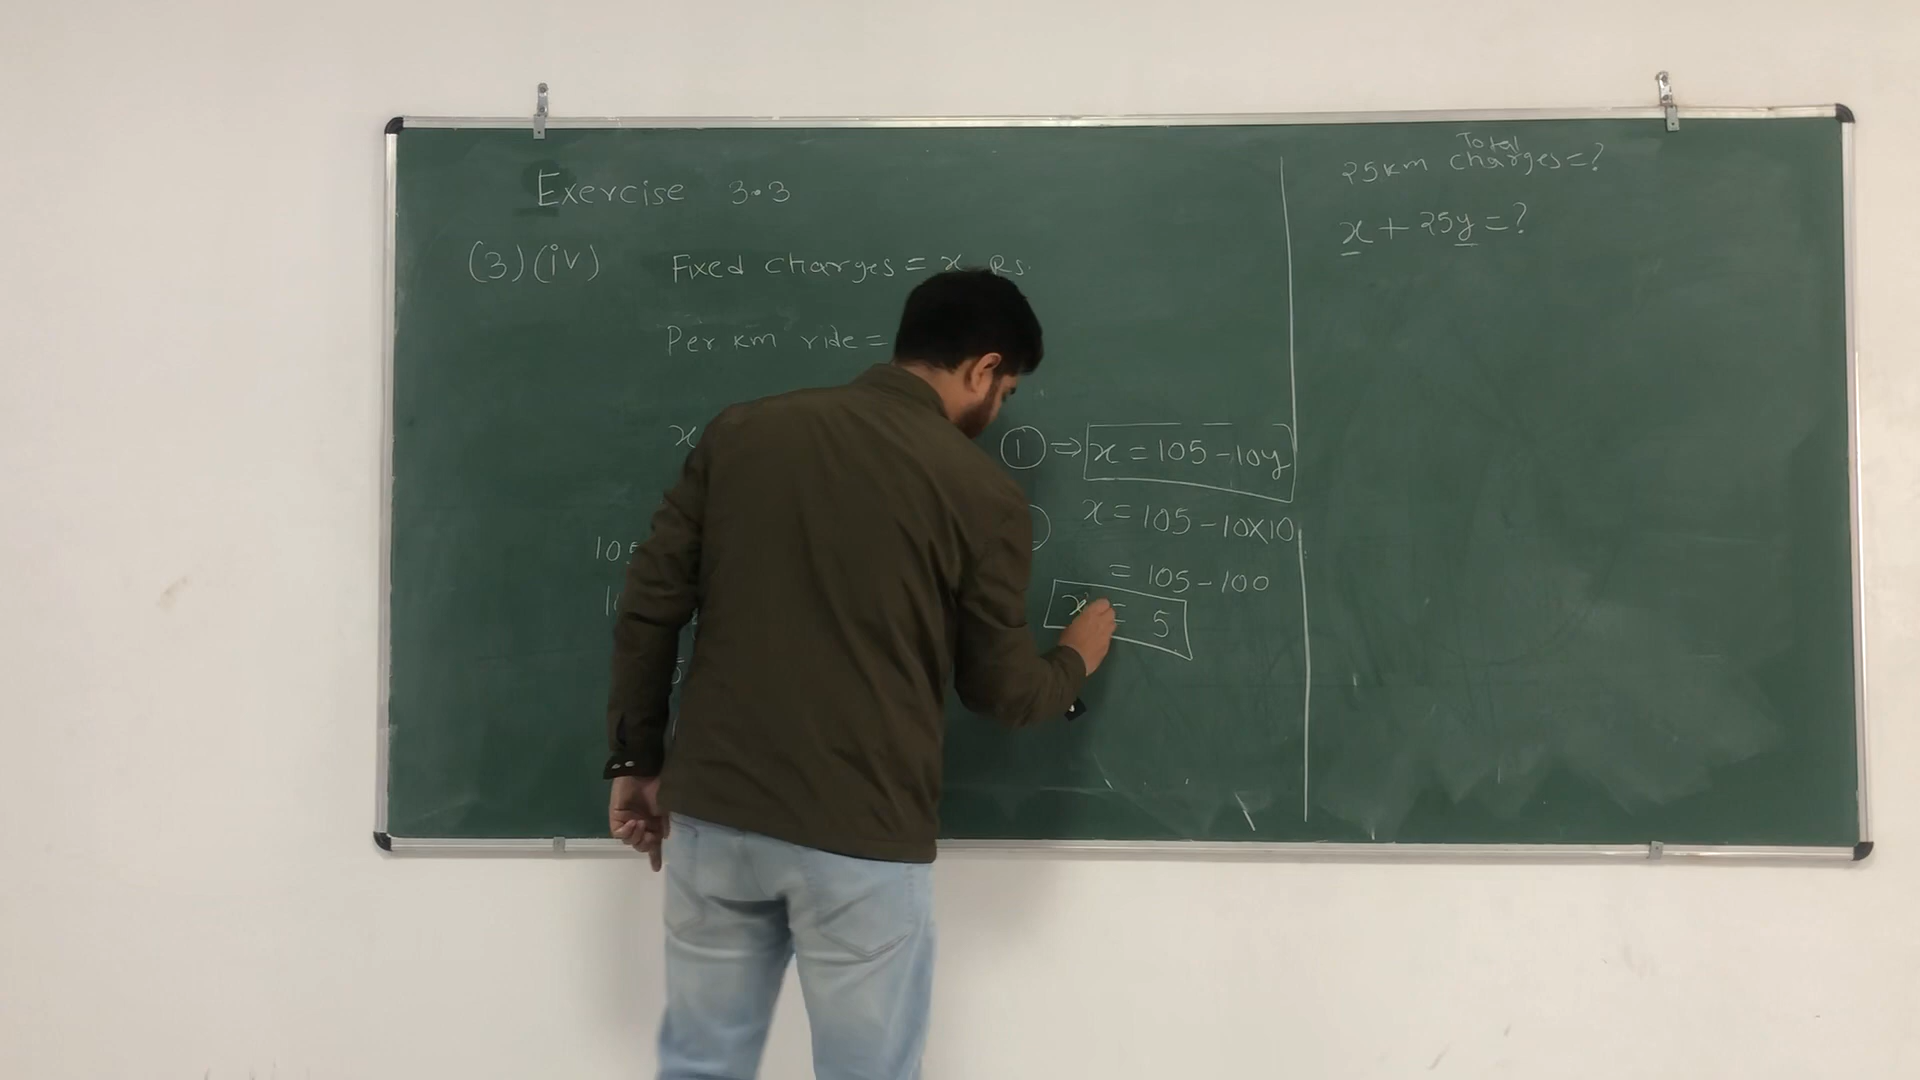 Exercise 3.3
(3)(iv) Fixed charges = x Rs.
Per km ride =
x
105
5
① ⇒ x = 105 - 10y
x = 105 - 10×10
= 105 - 100
x = 5
25km Total charges = ?
x + 25y = ?